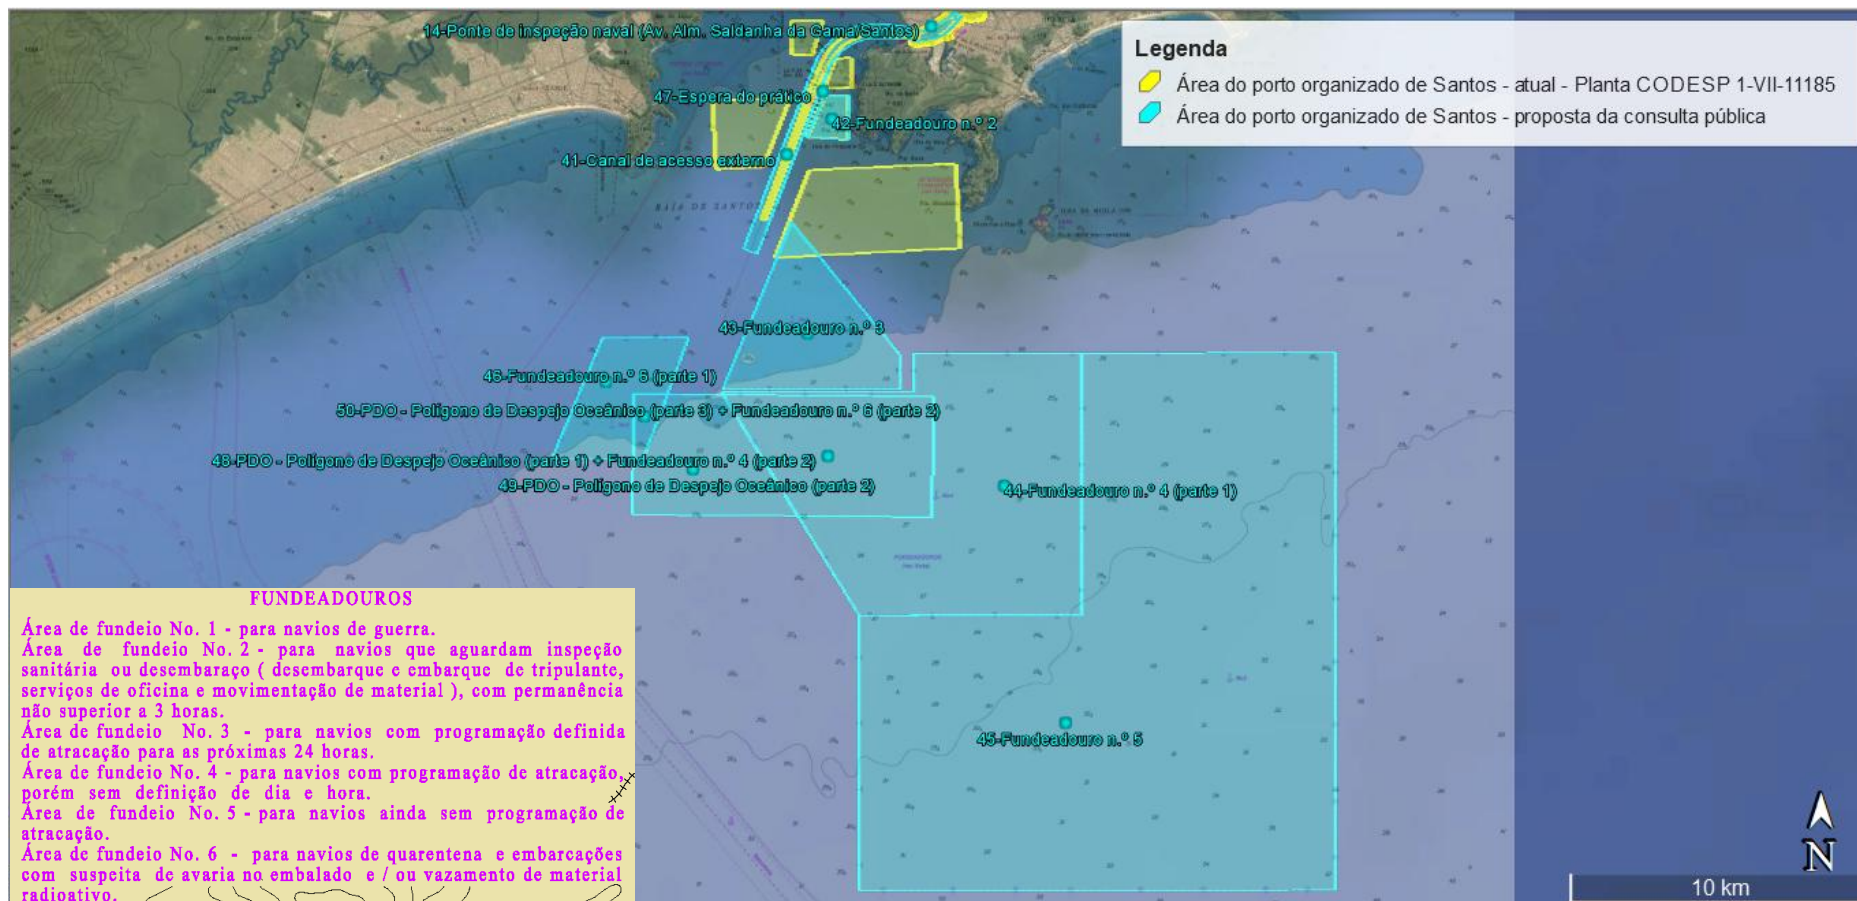 14-Ponte de inspeção naval (Av. Alm. Saldanha da Gama/Santos)
Legenda
Área do porto organizado de Santos - atual - Planta CODESP 1-VII-11185
Área do porto organizado de Santos - proposta da consulta pública
47-Espera do prático
42-Fundeadouro n.º 2
41-Canal de acesso externo
BAÍA DE SANTOS
43-Fundeadouro n.º 3
46-Fundeadouro n.º 6 (parte 1)
50-PDO - Polígono de Despejo Oceânico (parte 3) + Fundeadouro n.º 6 (parte 2)
48-PDO - Polígono de Despejo Oceânico (parte 1) + Fundeadouro n.º 4 (parte 2)
49-PDO - Polígono de Despejo Oceânico (parte 2)
44-Fundeadouro n.º 4 (parte 1)
FUNDEADOUROS
45-Fundeadouro n.º 5
FUNDEADOUROS
Área de fundeio No. 1 - para navios de guerra.
Área de fundeio No. 2 - para navios que aguardam inspeção
sanitária ou desembaraço ( desembarque e embarque de tripulante,
serviços de oficina e movimentação de material ), com permanência
não superior a 3 horas.
Área de fundeio No. 3 - para navios com programação definida
de atracação para as próximas 24 horas.
Área de fundeio No. 4 - para navios com programação de atracação,
porém sem definição de dia e hora.
Área de fundeio No. 5 - para navios ainda sem programação de
atracação.
Área de fundeio No. 6 - para navios de quarentena e embarcações
com suspeita de avaria no embalado e / ou vazamento de material
radioativo.
N
10 km